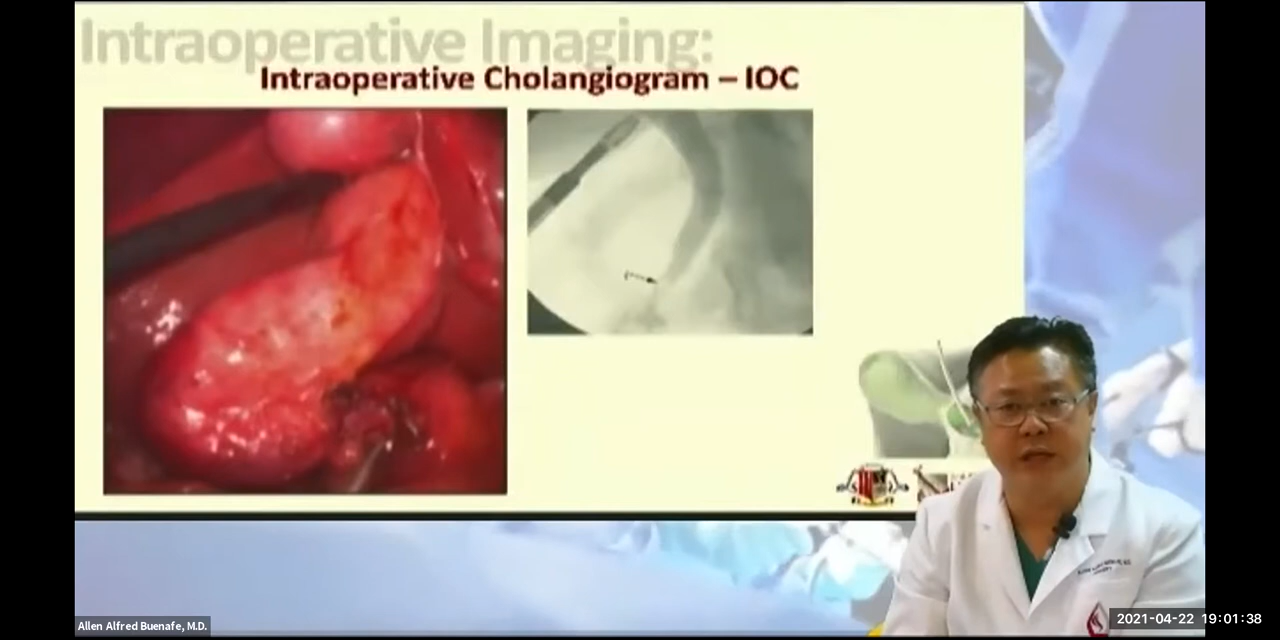 Intraoperative Imaging:
Intraoperative Cholangiogram – IOC
Allen Alfred Buenafe, M.D.
2021-04-22 19:01:38